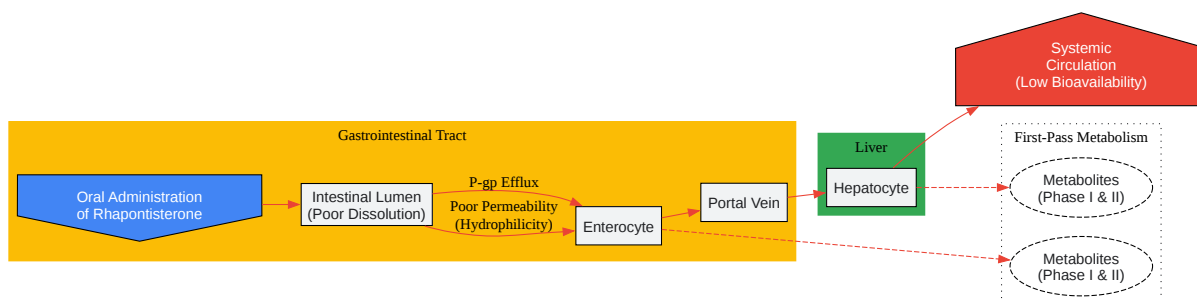 Systemic
Circulation
(Low Bioavailability)
Gastrointestinal Tract
Oral Administration
of Rhapontisterone
Intestinal Lumen
(Poor Dissolution)
P-gp Efflux
Poor Permeability
(Hydrophilicity)
Enterocyte
Portal Vein
Liver
Hepatocyte
First-Pass Metabolism
Metabolites
(Phase I & II)
Metabolites
(Phase I & II)